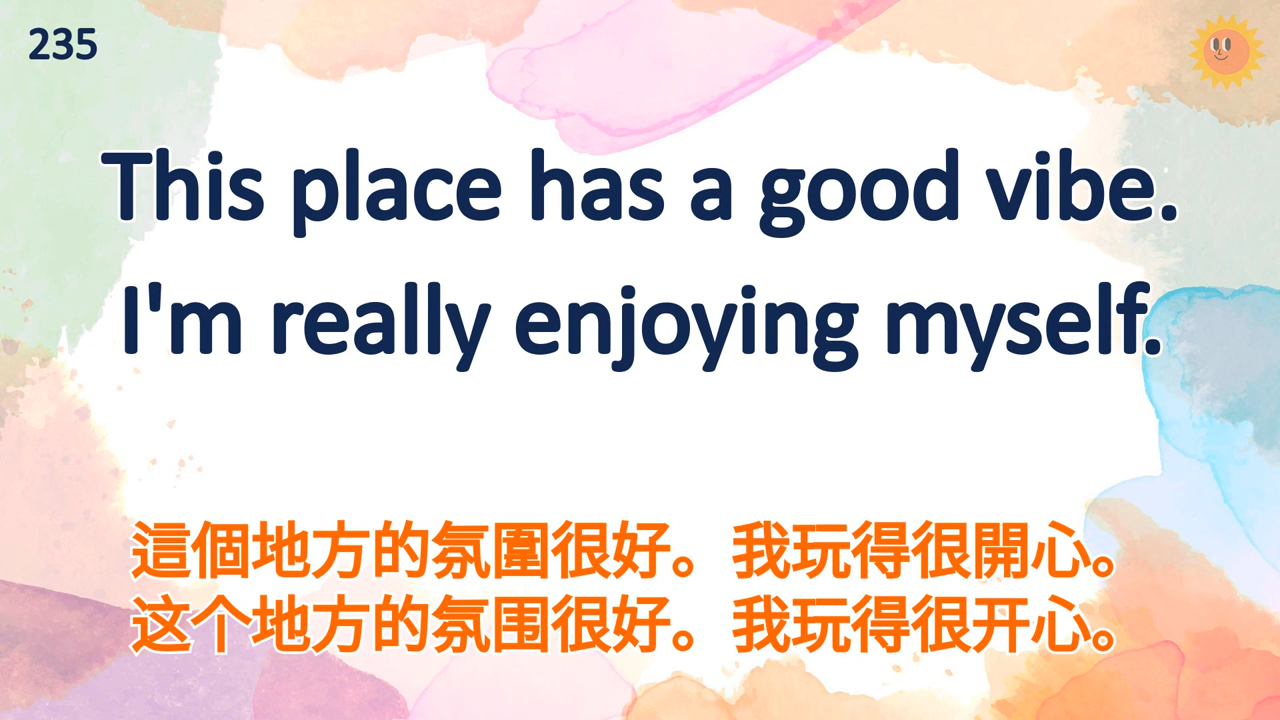 235
This place has a good vibe.
I'm really enjoying myself.
這個地方的氛圍很好。我玩得很開心。
这个地方的氛围很好。我玩得很开心。